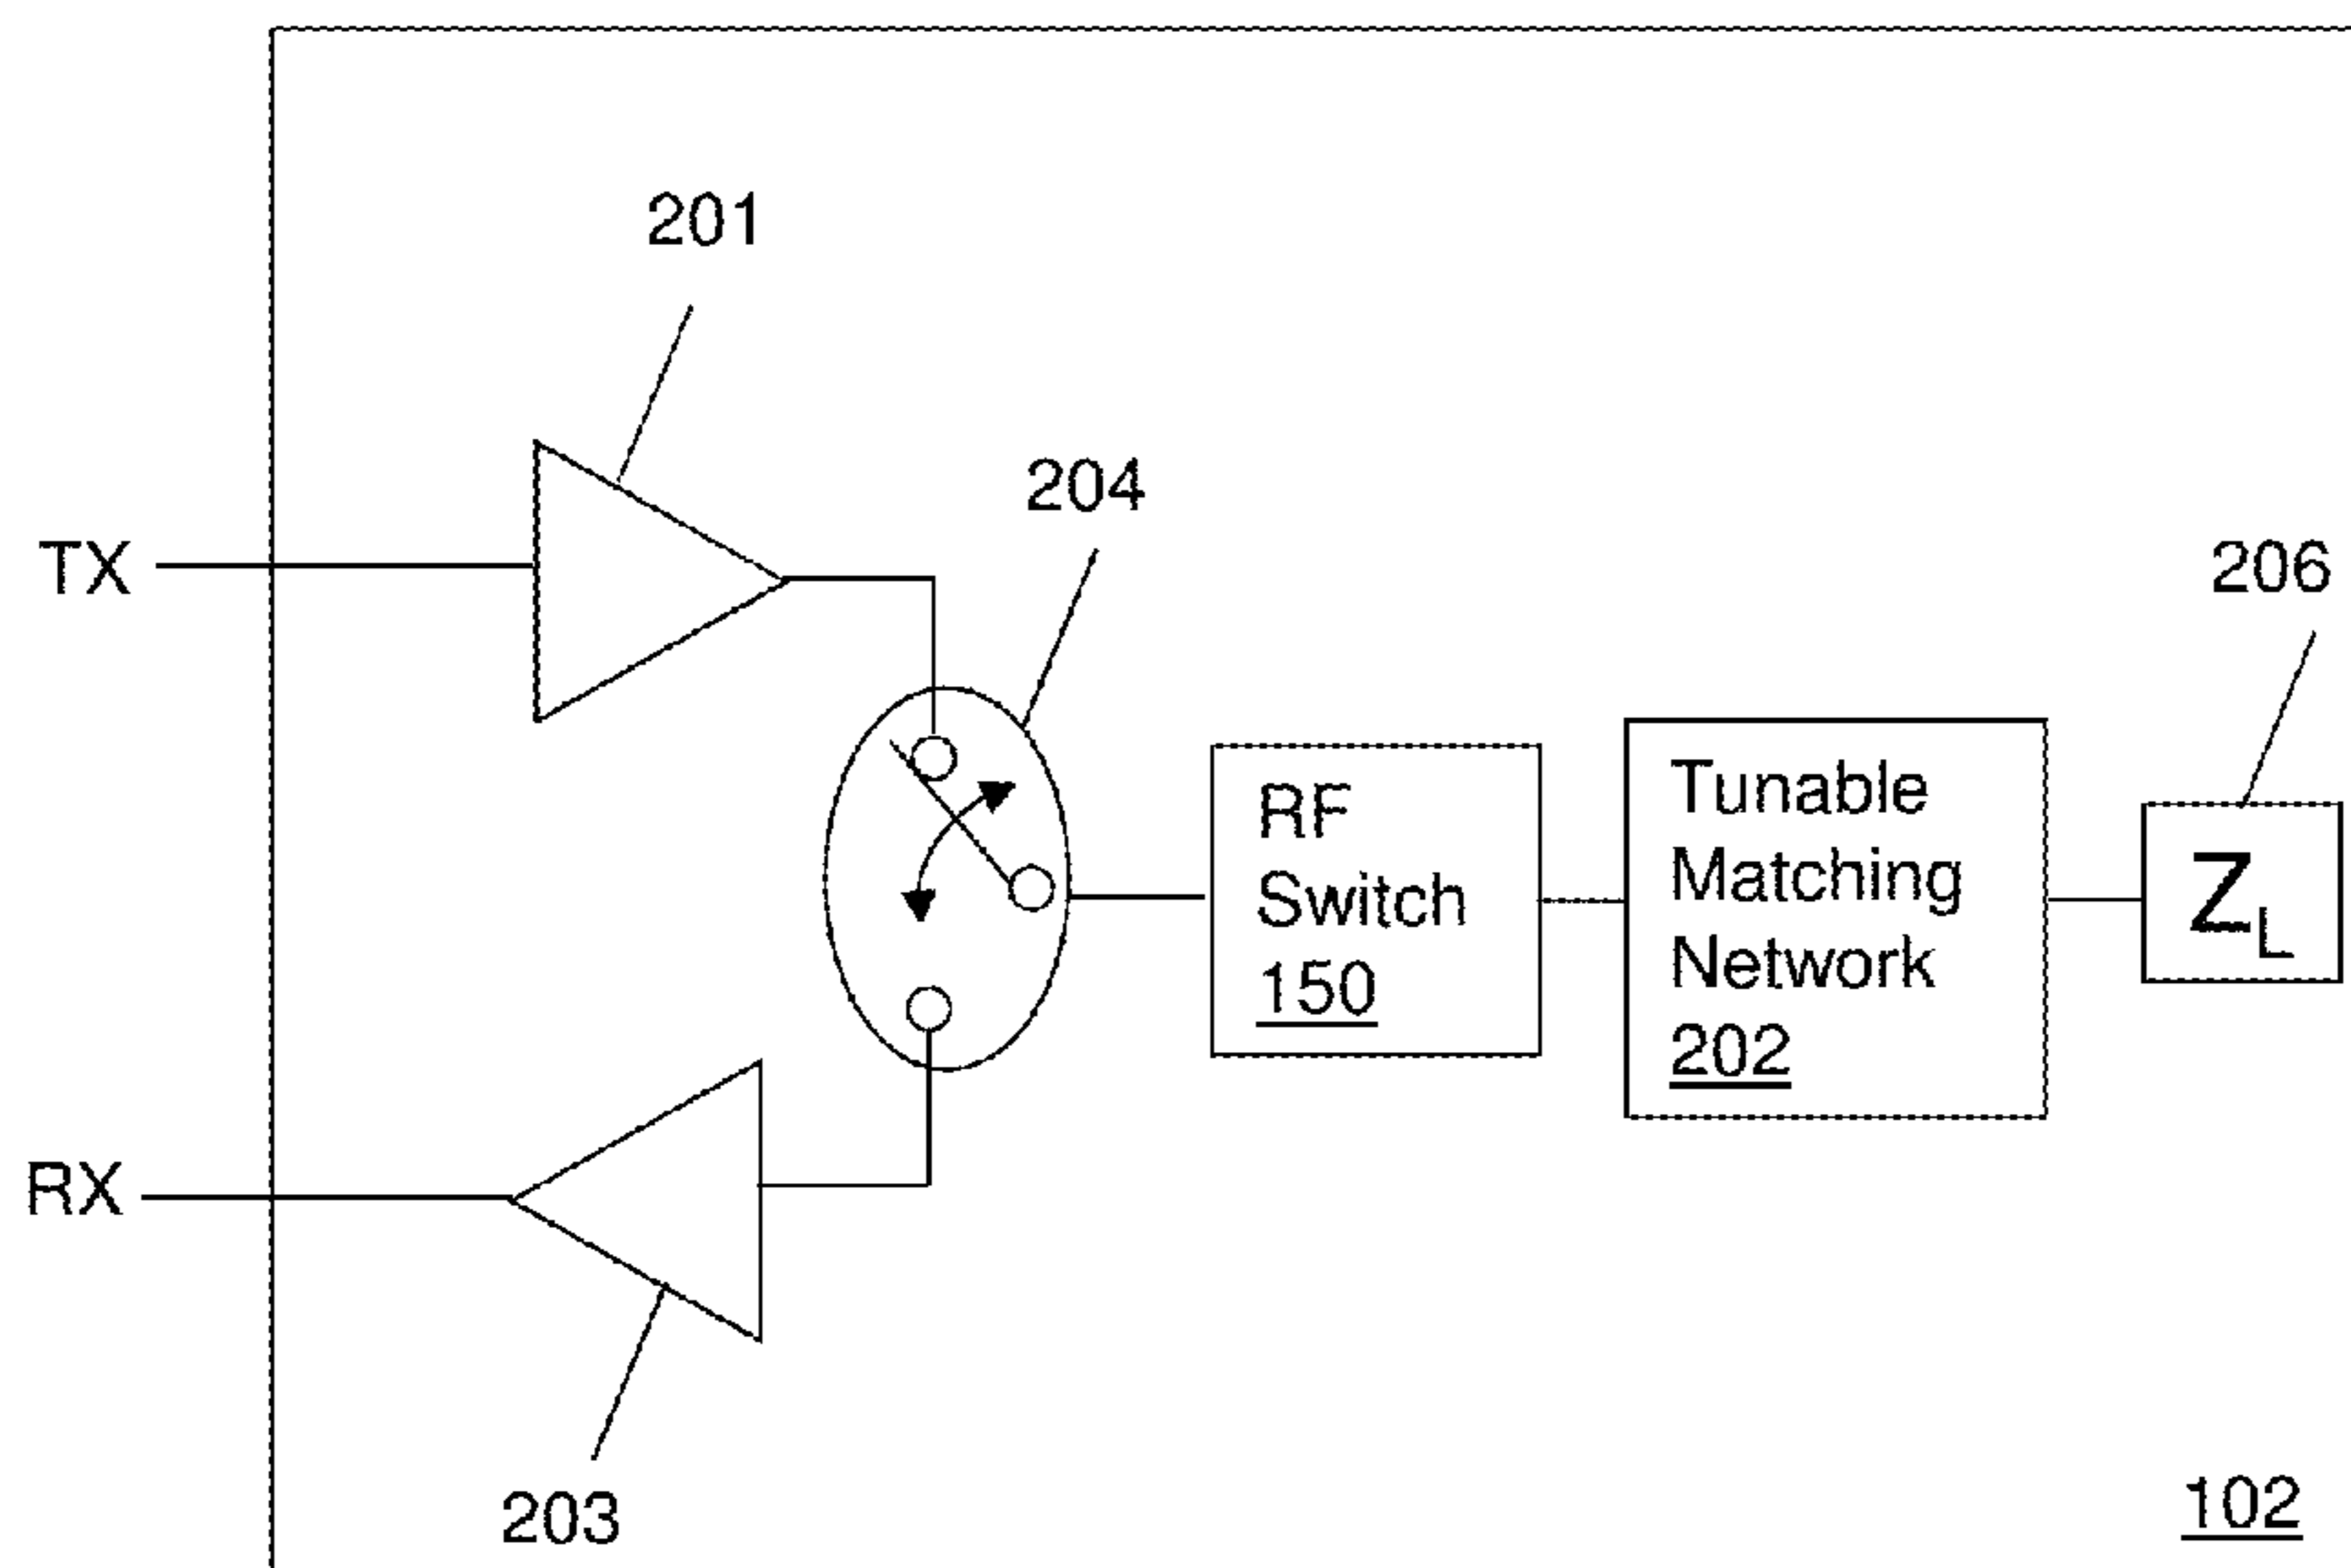 201
204
TX
206
RF
Switch
150
Tunable
Matching
Network
202
ZL
RX
203
102